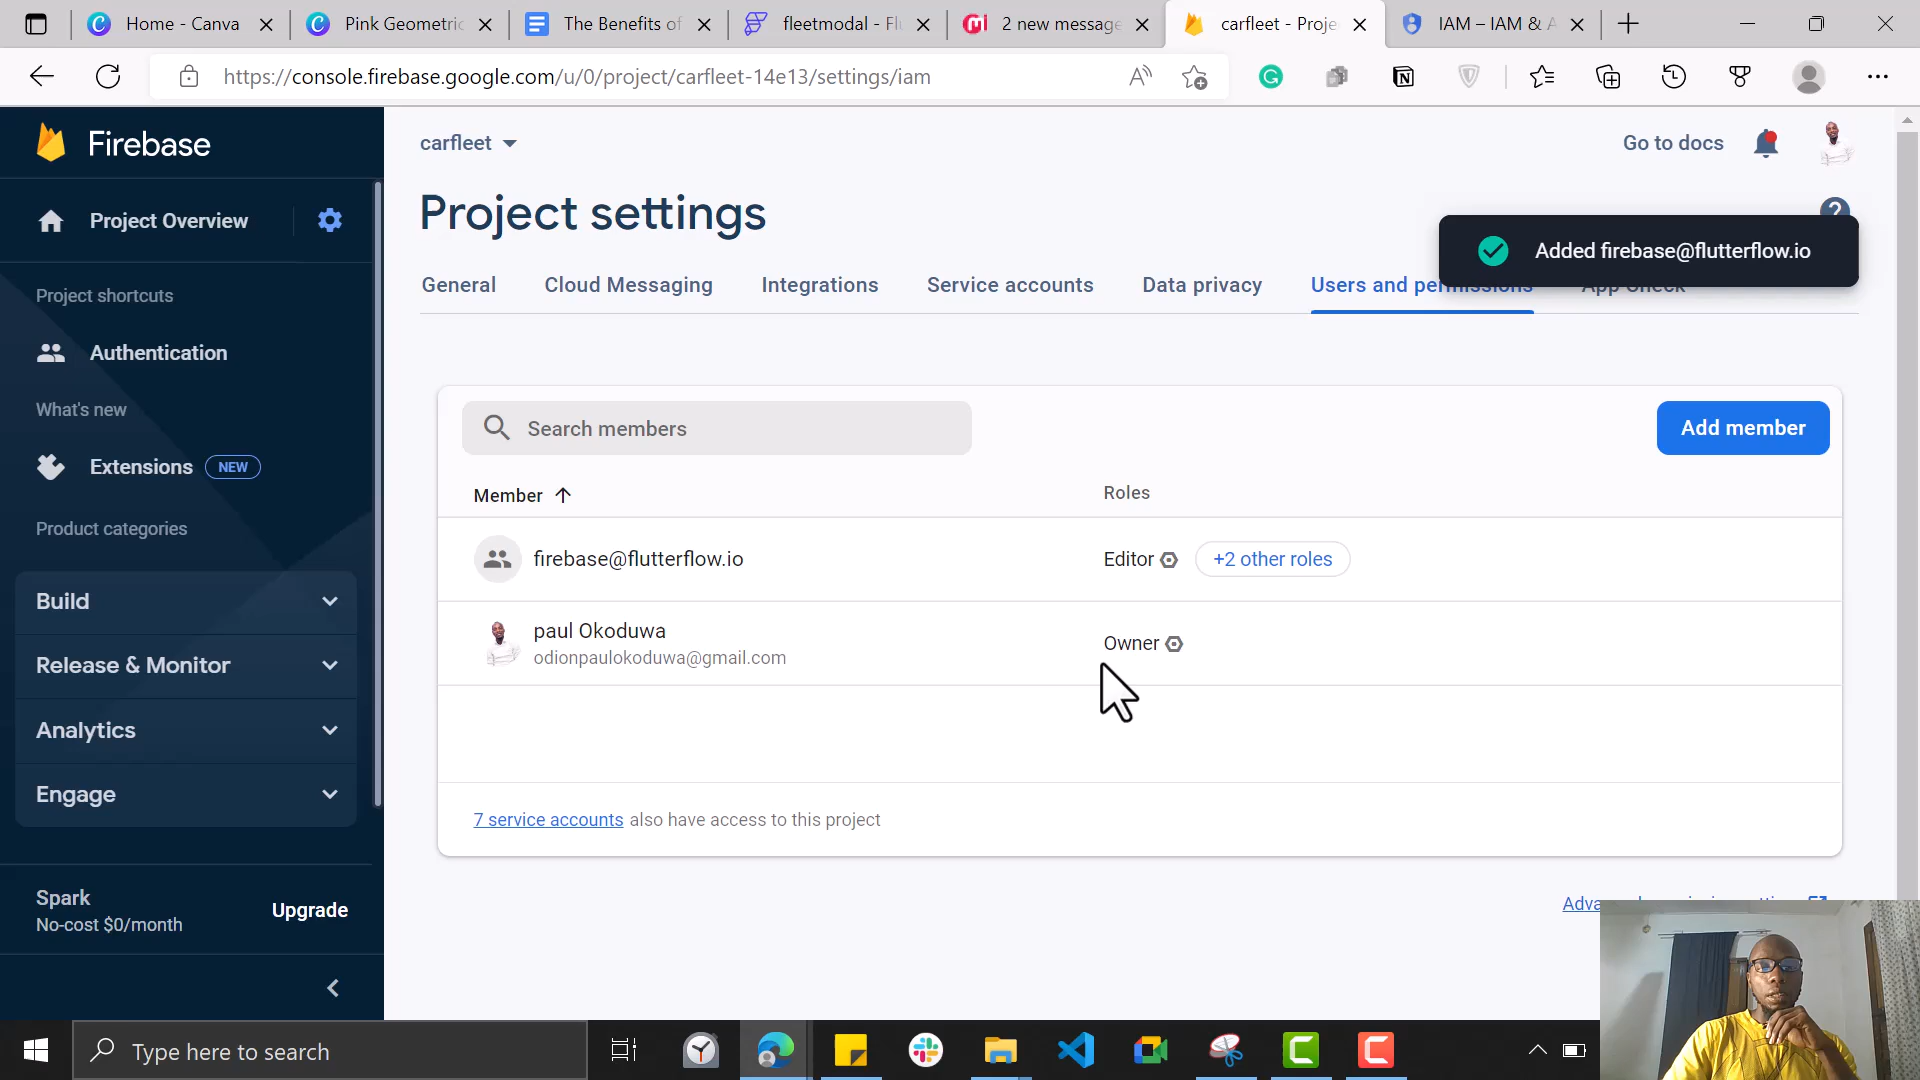 Home - Canva
Pink Geometric
The Benefits of
fleetmodal - Fl
2 new message
carfleet - Proje
IAM – IAM & A
https://console.firebase.google.com/u/0/project/carfleet-14e13/settings/iam
Firebase
carfleet
Go to docs
Project Overview
Project settings
Added firebase@flutterflow.io
General
Cloud Messaging
Integrations
Service accounts
Data privacy
Users and permissions
App Check
Project shortcuts
Authentication
What's new
Extensions NEW
Product categories
Build
Release & Monitor
Analytics
Engage
Search members
Add member
Member
Roles
firebase@flutterflow.io
Editor
+2 other roles
paul Okoduwa
odionpaulokoduwa@gmail.com
Owner
7 service accounts also have access to this project
Spark
No-cost $0/month
Upgrade
Type here to search